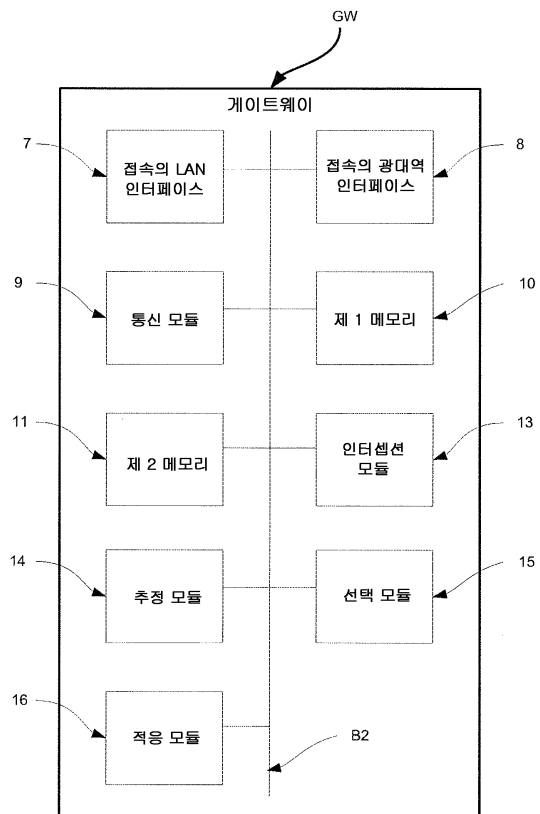 GW
게이트웨이
7
접속의 LAN
인터페이스
접속의 광대역
인터페이스
8
9
통신 모듈
제 1 메모리
10
11
제 2 메모리
인터셉션
모듈
13
14
추정 모듈
선택 모듈
15
16
적응 모듈
B2